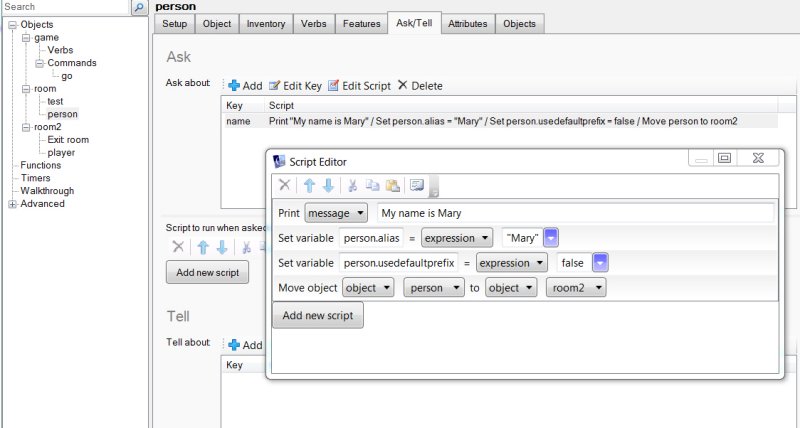 Search
person
Setup Object Inventory Verbs Features Ask/Tell Attributes Objects
Objects
game
Verbs
Commands
go
room
test
person
room2
Exit: room
player
Functions
Timers
Walkthrough
Advanced
Ask
Ask about Add Edit Key Edit Script Delete
Key Script
name Print "My name is Mary" / Set person.alias = "Mary" / Set person.usedefaultprefix = false / Move person to room2
Script to run when asked
Add new script
Tell
Tell about Add
Key
Script Editor
Print message My name is Mary
Set variable person.alias = expression "Mary"
Set variable person.usedefaultprefix = expression false
Move object object person to object room2
Add new script